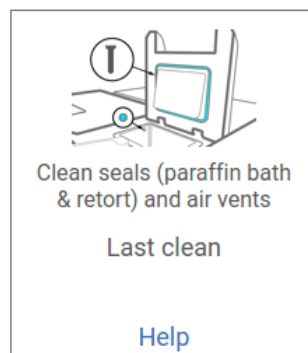 Clean seals (paraffin bath
& retort) and air vents
Last clean
Help